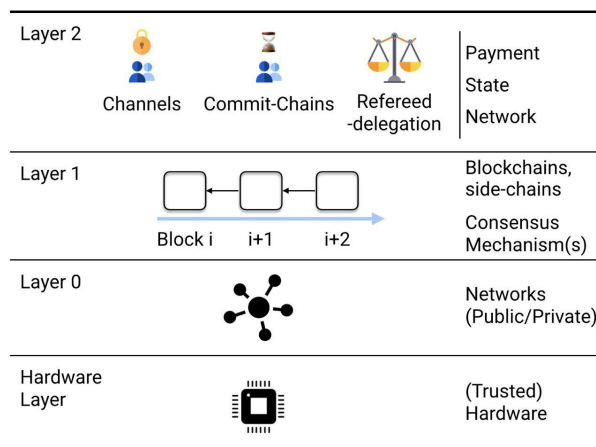 Layer 2
Channels
Commit-Chains
Refereed
-delegation
Payment
State
Network
Layer 1
Block i
i+1
i+2
Blockchains,
side-chains
Consensus
Mechanism(s)
Layer 0
Networks
(Public/Private)
Hardware
Layer
(Trusted)
Hardware